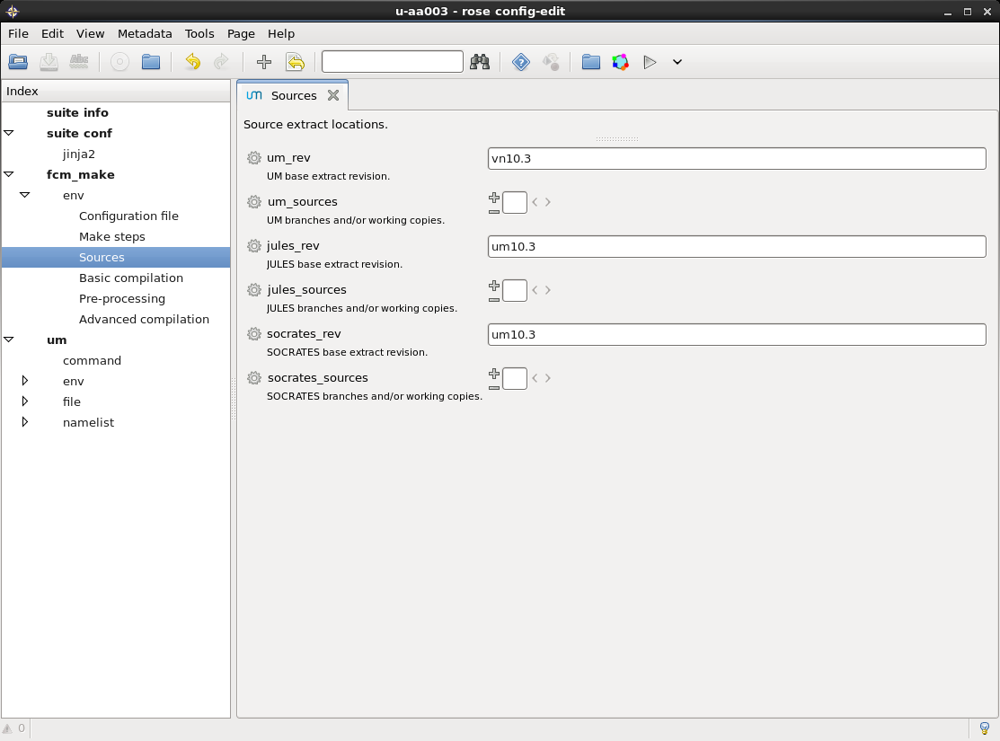 u-aa003 - rose config-edit
File Edit View Metadata Tools Page Help
Abc
Index
suite info
suite conf
jinja2
fcm_make
env
Configuration file
Make steps
Sources
Basic compilation
Pre-processing
Advanced compilation
um
command
env
file
namelist
um Sources
Source extract locations.
um_rev vn10.3
UM base extract revision.
um_sources
UM branches and/or working copies.
jules_rev um10.3
JULES base extract revision.
jules_sources
JULES branches and/or working copies.
socrates_rev um10.3
SOCRATES base extract revision.
socrates_sources
SOCRATES branches and/or working copies.
0